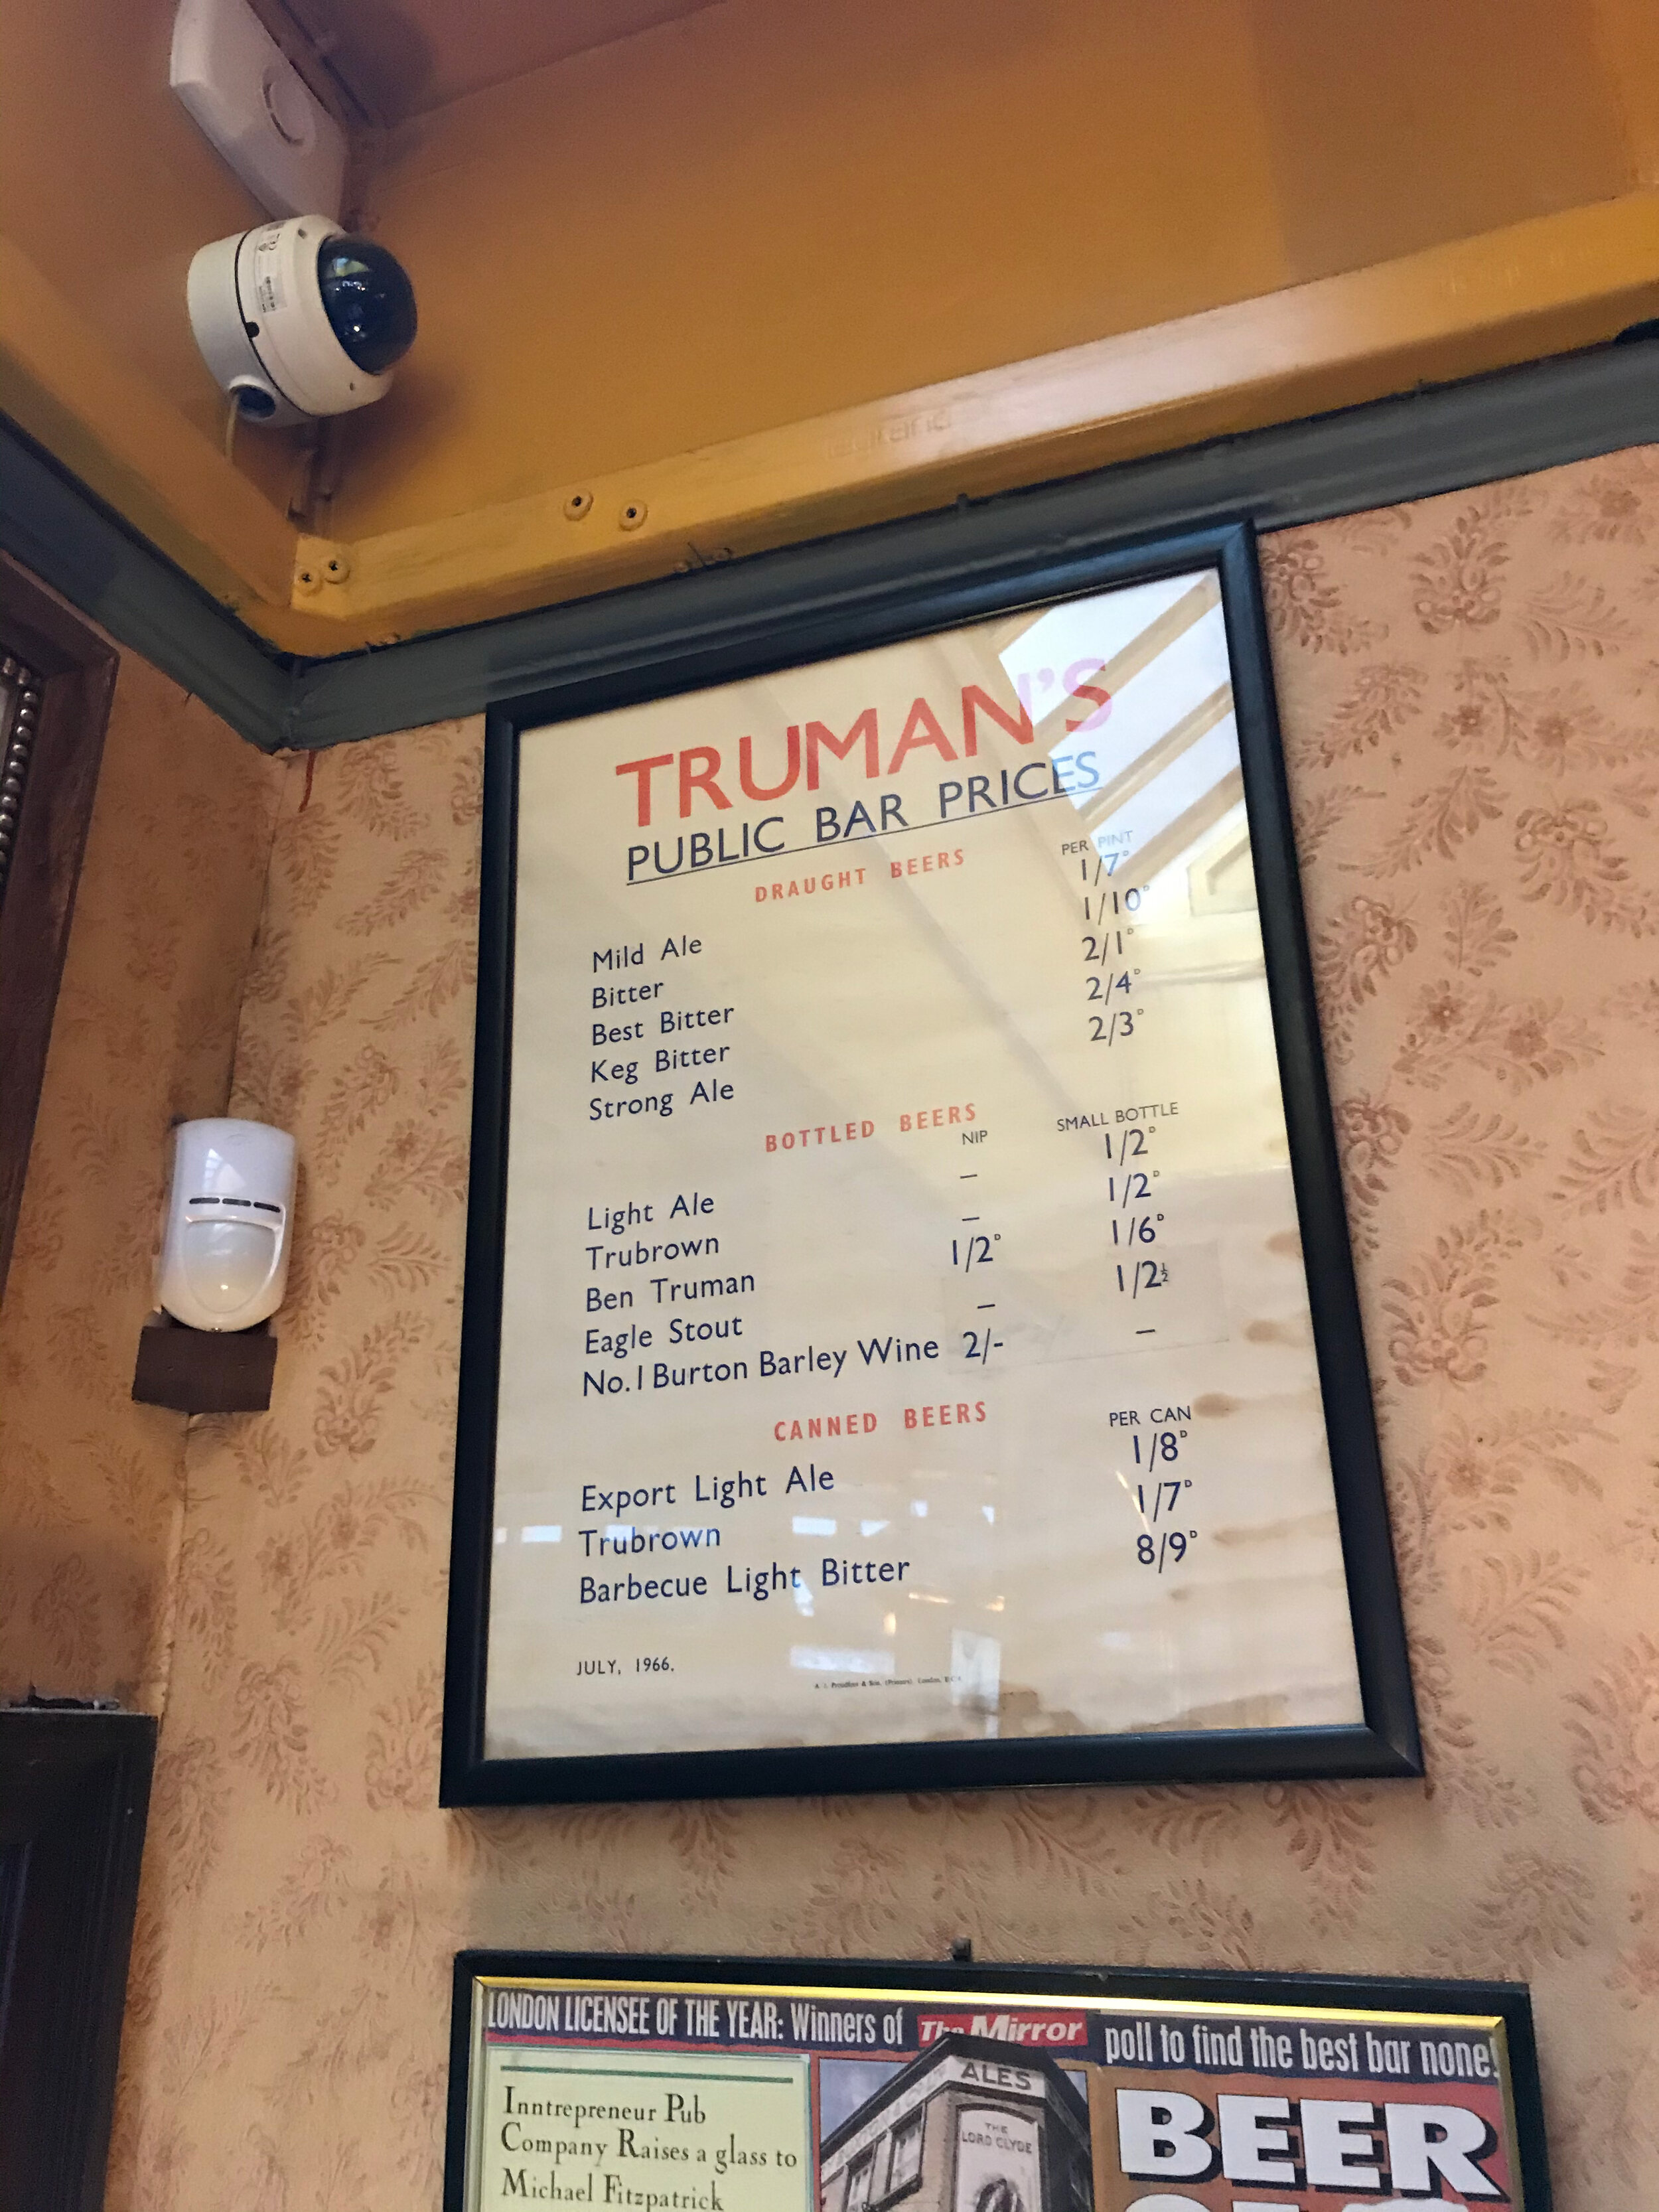 TRUMAN'S
PUBLIC BAR PRICES
DRAUGHT BEERS PER PINT
Mild Ale 1/7ᴰ
Bitter 1/10ᴰ
Best Bitter 2/1ᴰ
Keg Bitter 2/4ᴰ
Strong Ale 2/3ᴰ
BOTTLED BEERS
NIP SMALL BOTTLE
Light Ale – 1/2ᴰ
Trubrown – 1/2ᴰ
Ben Truman 1/2ᴰ 1/6ᴰ
Eagle Stout – 1/2½
No.1 Burton Barley Wine 2/- –
CANNED BEERS PER CAN
Export Light Ale 1/8ᴰ
Trubrown 1/7ᴰ
Barbecue Light Bitter 8/9ᴰ
JULY, 1966.
LONDON LICENSEE OF THE YEAR: Winners of The Mirror poll to find the best bar none!
Inntrepreneur Pub
Company Raises a glass to
Michael Fitzpatrick
ALES
THE
LORD CLYDE
BEER